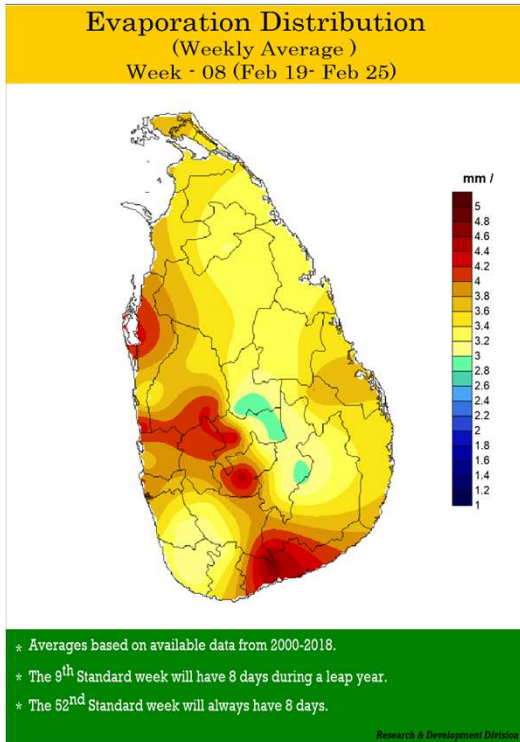 Evaporation Distribution
(Weekly Average )
Week - 08 (Feb 19- Feb 25)
mm /
5
4.8
4.6
4.4
4.2
4
3.8
3.6
3.4
3.2
3
2.8
2.6
2.4
2.2
2
1.8
1.6
1.4
1.2
1
* Averages based on available data from 2000-2018.
* The 9th Standard week will have 8 days during a leap year.
* The 52nd Standard week will always have 8 days.
Research & Development Division